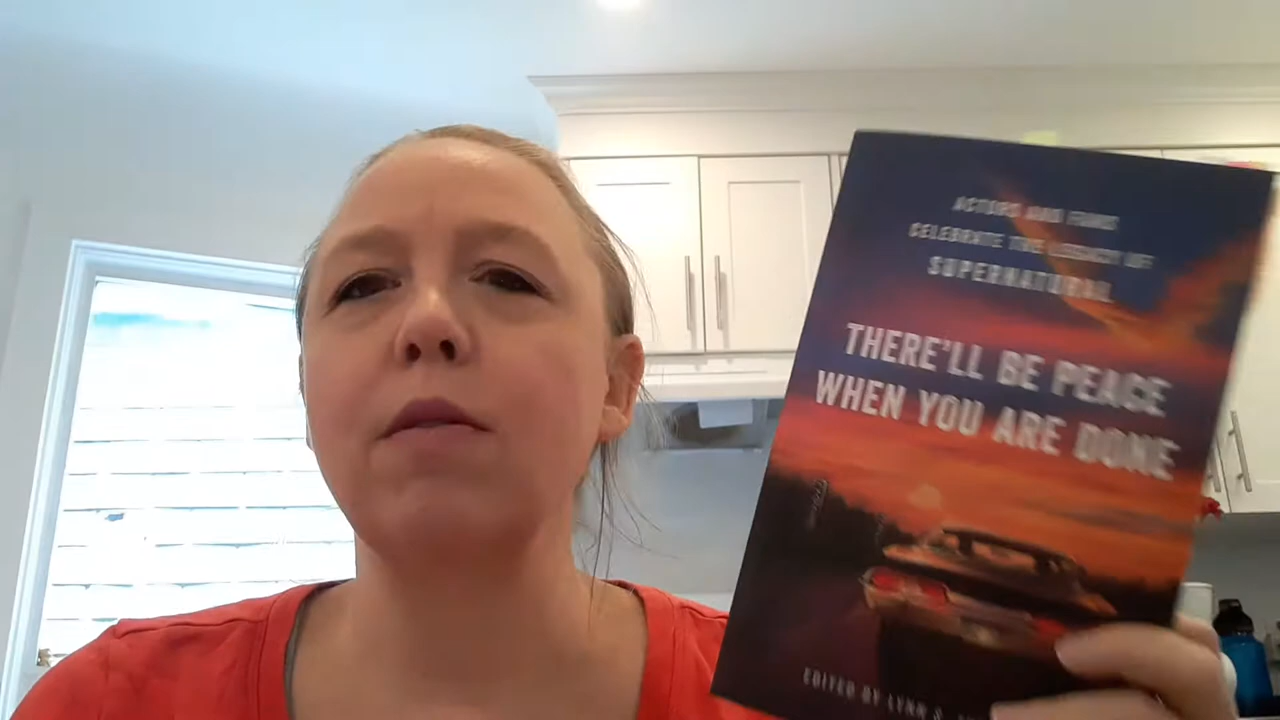 ACTORS AND FANS
CELEBRATE THE LEGACY OF
SUPERNATURAL
THERE'LL BE PEACE
WHEN YOU ARE DONE
EDITED BY LYNN S.